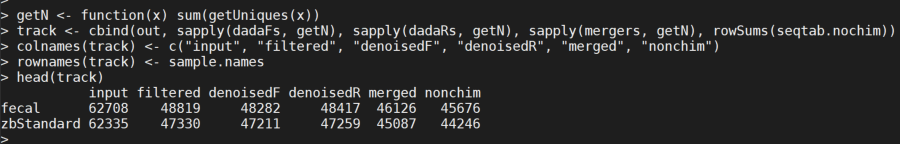 >
> getN <- function(x) sum(getUniques(x))
> track <- cbind(out, sapply(dadaFs, getN), sapply(dadaRs, getN), sapply(mergers, getN), rowSums(seqtab.nochim))
> colnames(track) <- c("input", "filtered", "denoisedF", "denoisedR", "merged", "nonchim")
> rownames(track) <- sample.names
> head(track)
           input filtered denoisedF denoisedR merged nonchim
fecal      62708    48819     48282     48417  46126   45676
zbStandard 62335    47330     47211     47259  45087   44246
>